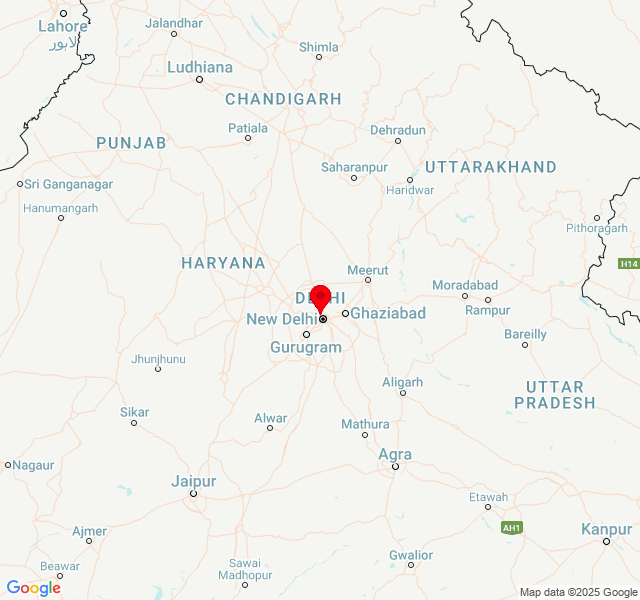 Lahore
لاہور
Jalandhar
Shimla
Ludhiana
CHANDIGARH
Patiala
Dehradun
PUNJAB
Saharanpur
UTTARAKHAND
Haridwar
Sri Ganganagar
Hanumangarh
Pithoragarh
HARYANA
H14
Meerut
Moradabad
Rampur
New Delhi
Ghaziabad
Gurugram
Bareilly
Jhunjhunu
Aligarh
UTTAR
PRADESH
Sikar
Alwar
Mathura
Agra
Nagaur
Jaipur
Etawah
AH1
Ajmer
Kanpur
Gwalior
Sawai
Madhopur
Beawar
Google
Map data ©2025 Google